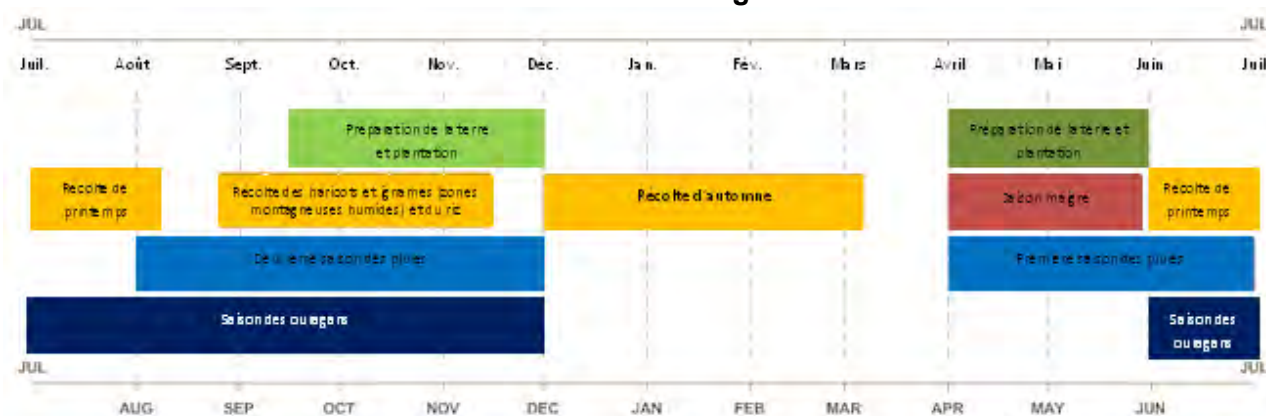 JUL JUL
Juil. Août Sept. Oct. Nov. Déc. Jan. Fév. Mars Avril Mai Juin Juil
Préparation de la terre
et plantation
Préparation de la terre et
plantation
Récolte de
printemps
Récolte des haricots et ignames (zones
montagneuses humides) et du riz
Récolte d'automne
Saison maigre
Récolte de
printemps
Deuxième saison des pluies
Première saison des pluies
Saison des ouragans
Saison des
ouragans
JUL JUL
AUG SEP OCT NOV DEC JAN FEB MAR APR MAY JUN